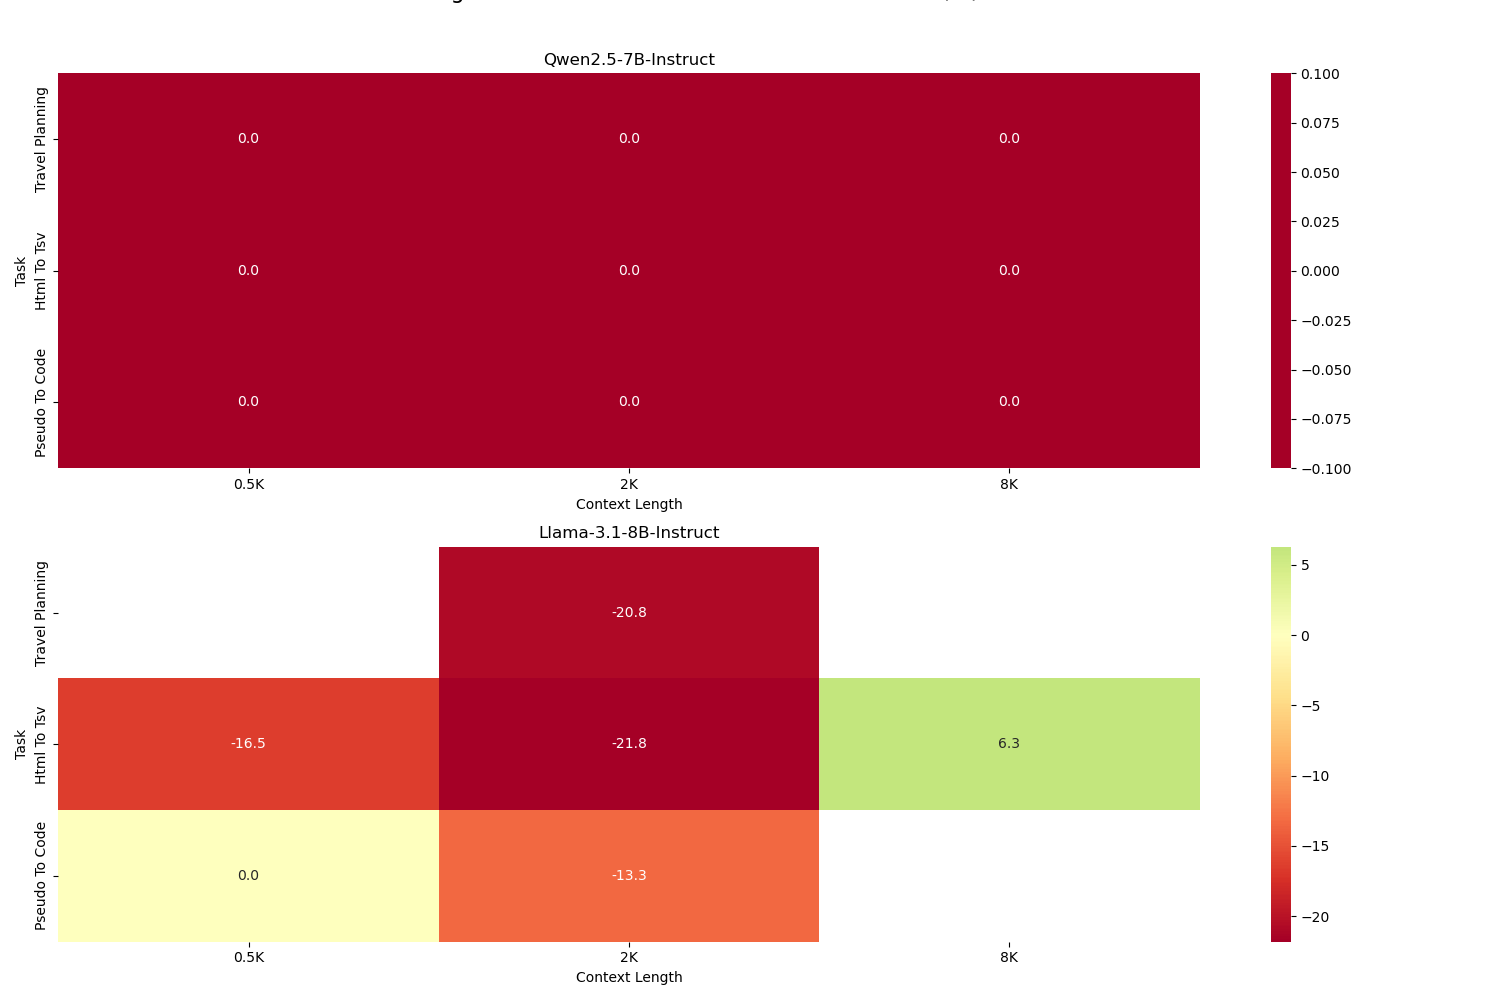 Qwen2.5-7B-Instruct
Task
Travel Planning
Html To Tsv
Pseudo To Code
0.0 0.0 0.0
0.0 0.0 0.0
0.0 0.0 0.0
0.5K 2K 8K
Context Length
0.100
0.075
0.050
0.025
0.000
−0.025
−0.050
−0.075
−0.100
Llama-3.1-8B-Instruct
Task
Travel Planning
Html To Tsv
Pseudo To Code
-20.8
-16.5 -21.8 6.3
0.0 -13.3
0.5K 2K 8K
Context Length
5
0
−5
−10
−15
−20